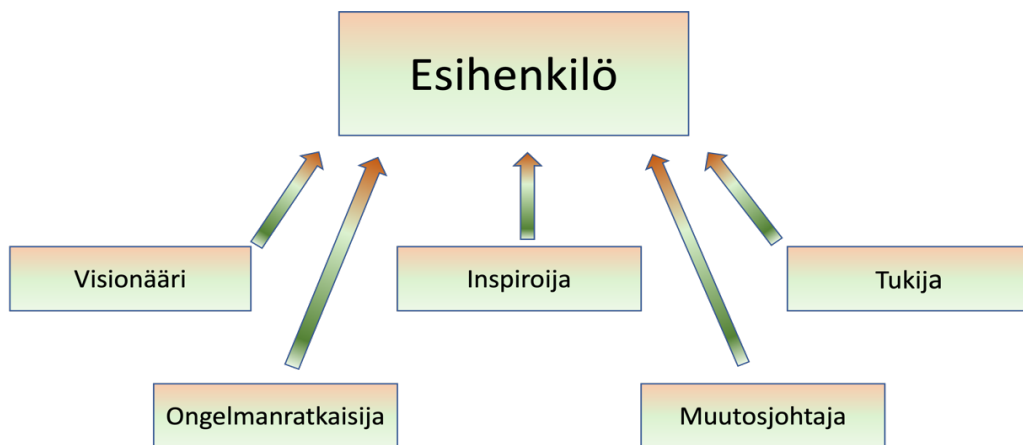 Esihenkilö
Visionääri
Inspiroija
Tukija
Ongelmanratkaisija
Muutosjohtaja